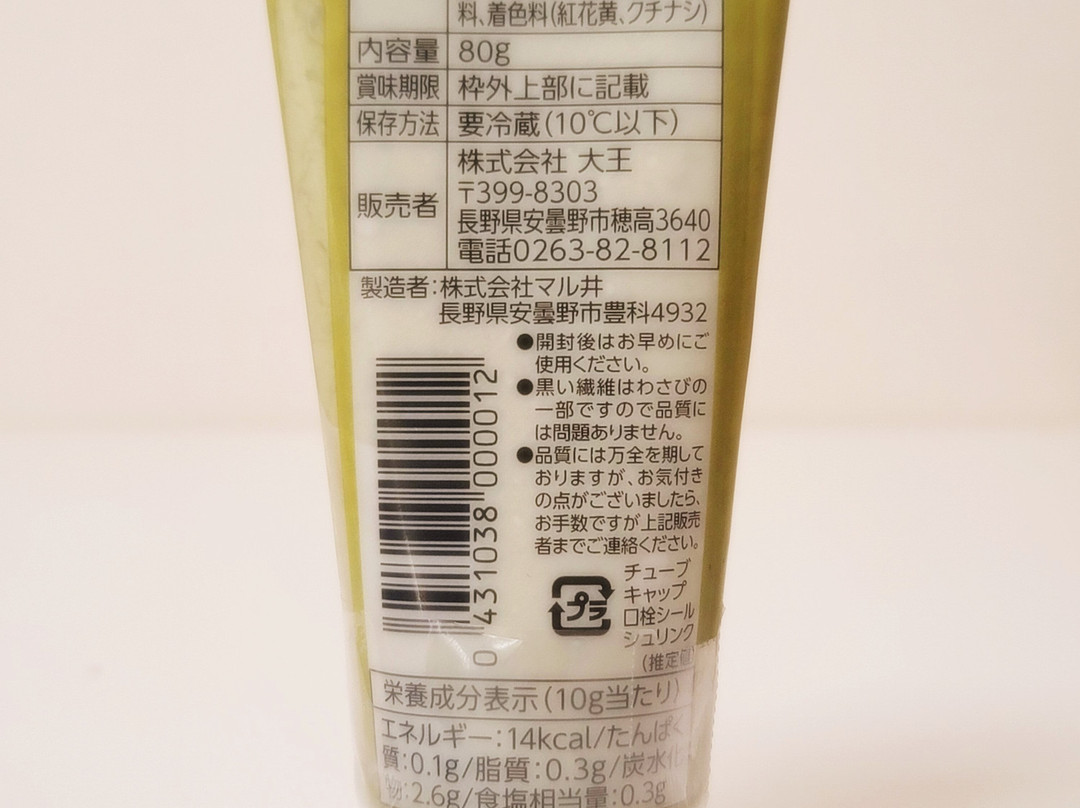 料、着色料(紅花黄、クチナシ)
内容量 80g
賞味期限 枠外上部に記載
保存方法 要冷蔵(10℃以下)
販売者 株式会社 大王
〒399-8303
長野県安曇野市穂高3640
電話0263-82-8112
製造者:株式会社マル井
長野県安曇野市豊科4932
●開封後はお早めにご
使用ください。
●黒い繊維はわさびの
一部ですので品質に
は問題ありません。
●品質には万全を期して
おりますが、お気付き
の点がございましたら、
お手数ですが上記販売
者までご連絡ください。
0 431038 000012
プラ
チューブ
キャップ
口栓シール
シュリンク
(推定値)
栄養成分表示(10g当たり)
エネルギー:14kcal/たんぱく
質:0.1g/脂質:0.3g/炭水化
物:2.6g/食塩相当量:0.3g